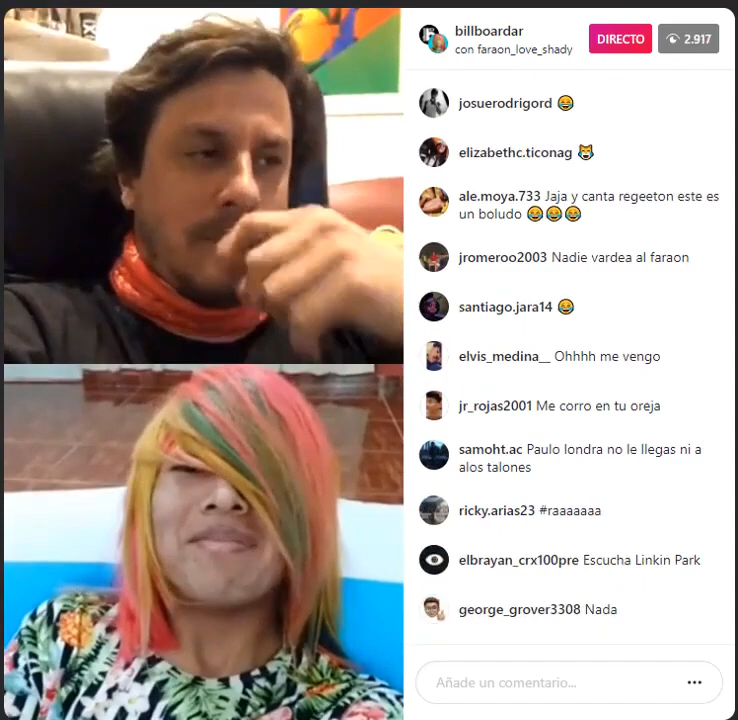 billboardar
con faraon_love_shady
DIRECTO
2.917
josuerodrigord 😂
elizabethc.ticonag 😹
ale.moya.733 Jaja y canta regeeton este es
un boludo 😂😂😂
jromeroo2003 Nadie vardea al faraon
santiago.jara14 😂
elvis_medina__ Ohhhh me vengo
jr_rojas2001 Me corro en tu oreja
samoht.ac Paulo londra no le llegas ni a
alos talones
ricky.arias23 #raaaaaaa
elbrayan_crx100pre Escucha Linkin Park
george_grover3308 Nada
Añade un comentario...